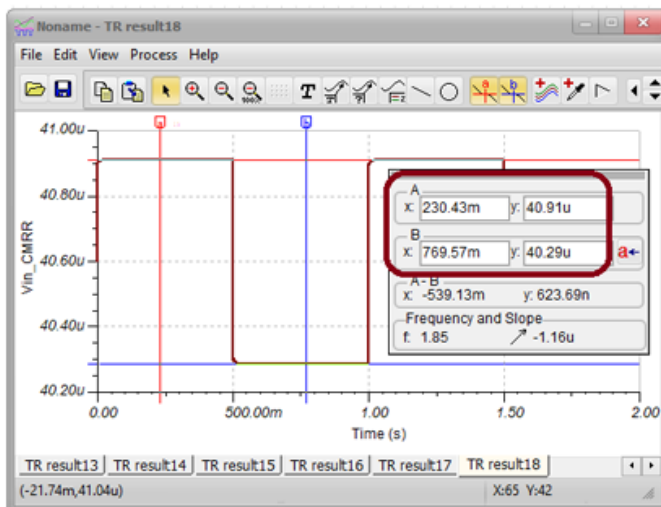 Noname - TR result18
File Edit View Process Help
T
100%
a b
41.00u
40.80u
40.60u
40.40u
40.20u
Vin_CMRR
a
b
0.00 500.00m 1.00 1.50 2.00
Time (s)
A
x: 230.43m y: 40.91u
B
x: 769.57m y: 40.29u a
A - B
x: -539.13m y: 623.69n
Frequency and Slope
f: 1.85 -1.16u
TR result13 TR result14 TR result15 TR result16 TR result17 TR result18
(-21.74m,41.04u) X:65 Y:42